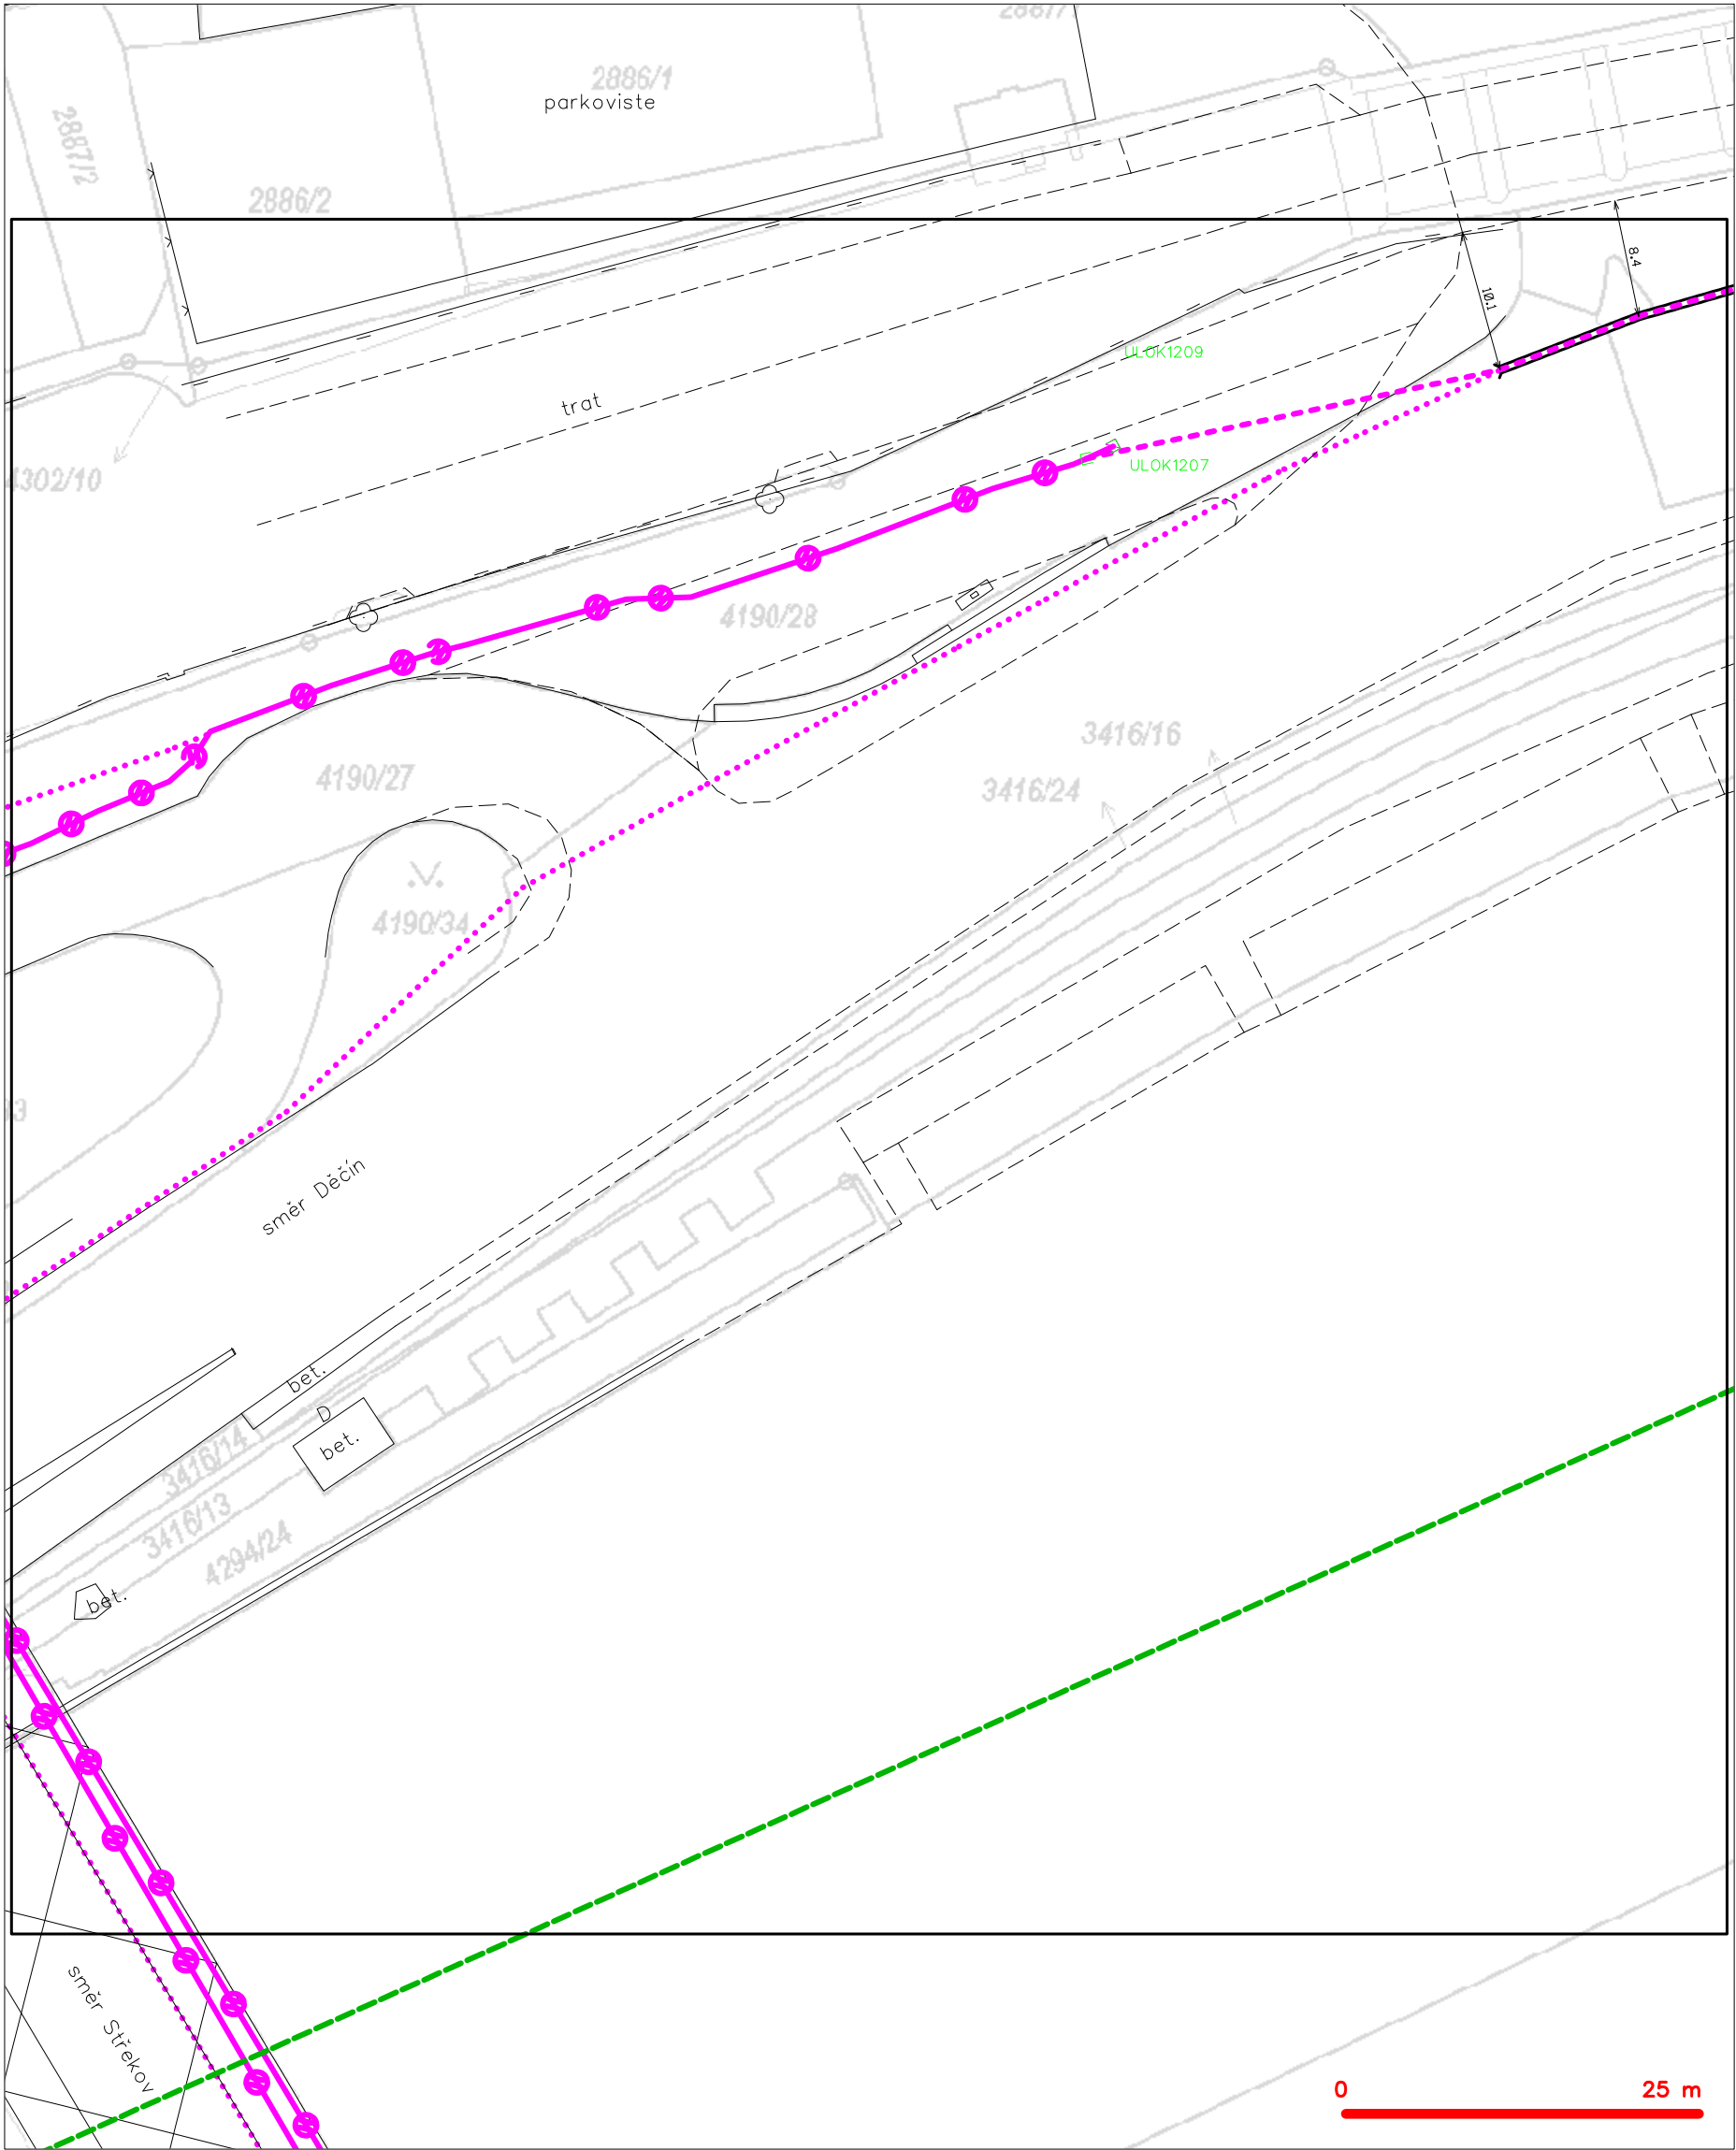 2886/1
parkoviste
2887/2
2886/2
8.4
10.1
ULOK1209
trat
ULOK1207
4302/10
4190/28
3416/16
4190/27
3416/24
4190/34
směr Děčín
bet.
D
bet.
3416/14
3416/13
4294/24
bet.
směr Střekov
0
25 m